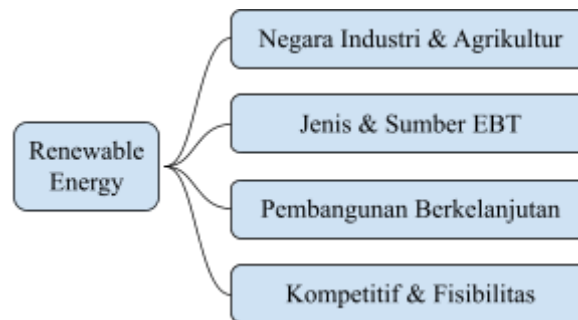 Negara Industri & Agrikultur
Jenis & Sumber EBT
Renewable
Energy
Pembangunan Berkelanjutan
Kompetitif & Fisibilitas